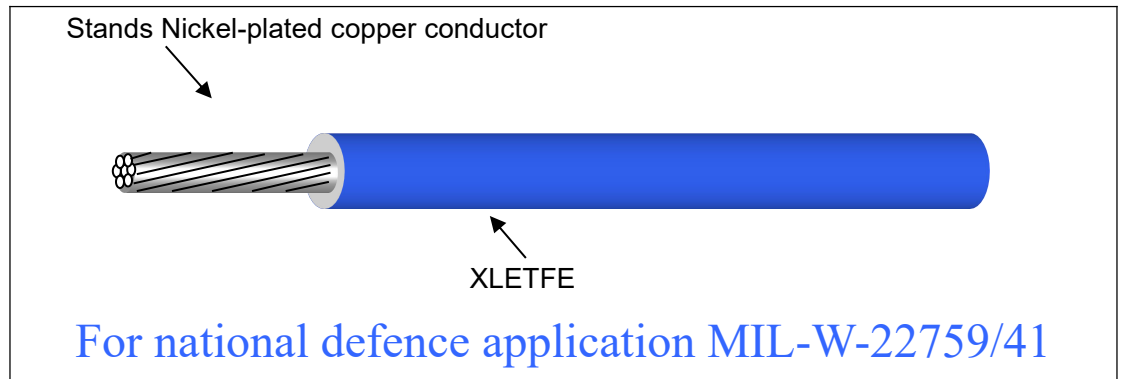 Stands Nickel-plated copper conductor
XLETFE
For national defence application MIL-W-22759/41